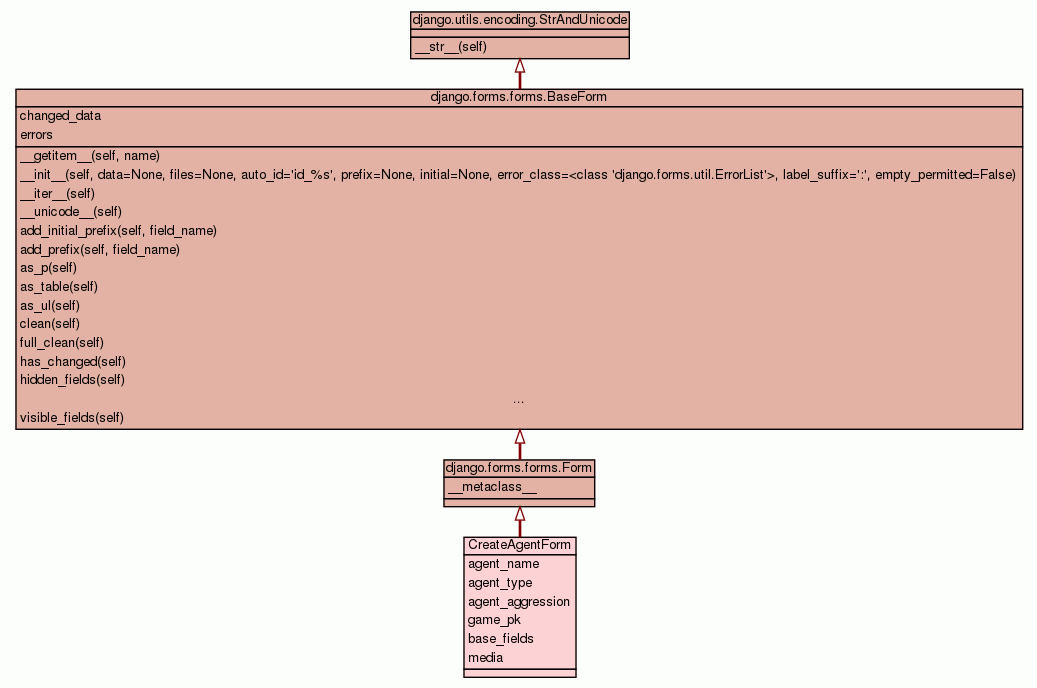 django.utils.encoding.StrAndUnicode
__str__(self)
django.forms.forms.BaseForm
changed_data
errors
__getitem__(self, name)
__init__(self, data=None, files=None, auto_id='id_%s', prefix=None, initial=None, error_class=<class 'django.forms.util.ErrorList'>, label_suffix=':', empty_permitted=False)
__iter__(self)
__unicode__(self)
add_initial_prefix(self, field_name)
add_prefix(self, field_name)
as_p(self)
as_table(self)
as_ul(self)
clean(self)
full_clean(self)
has_changed(self)
hidden_fields(self)
...
visible_fields(self)
django.forms.forms.Form
__metaclass__
CreateAgentForm
agent_name
agent_type
agent_aggression
game_pk
base_fields
media